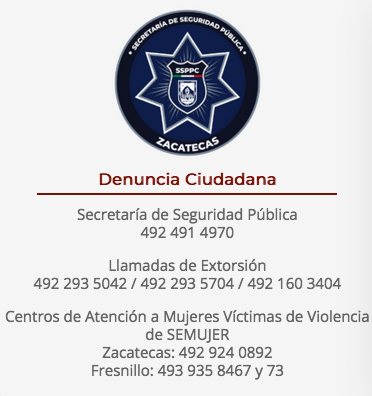 SECRETARÍA DE SEGURIDAD PÚBLICA
SSPPC
ZACATECAS
Denuncia Ciudadana
Secretaría de Seguridad Pública
492 491 4970
Llamadas de Extorsión
492 293 5042 / 492 293 5704 / 492 160 3404
Centros de Atención a Mujeres Víctimas de Violencia
de SEMUJER
Zacatecas: 492 924 0892
Fresnillo: 493 935 8467 y 73